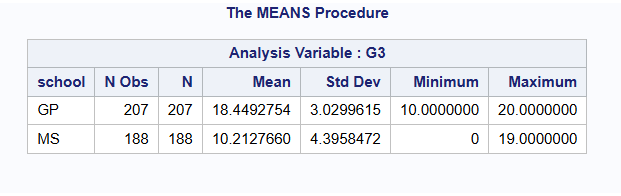 The MEANS Procedure
Analysis Variable : G3
school N Obs N Mean Std Dev Minimum Maximum
GP 207 207 18.4492754 3.0299615 10.0000000 20.0000000
MS 188 188 10.2127660 4.3958472 0 19.0000000